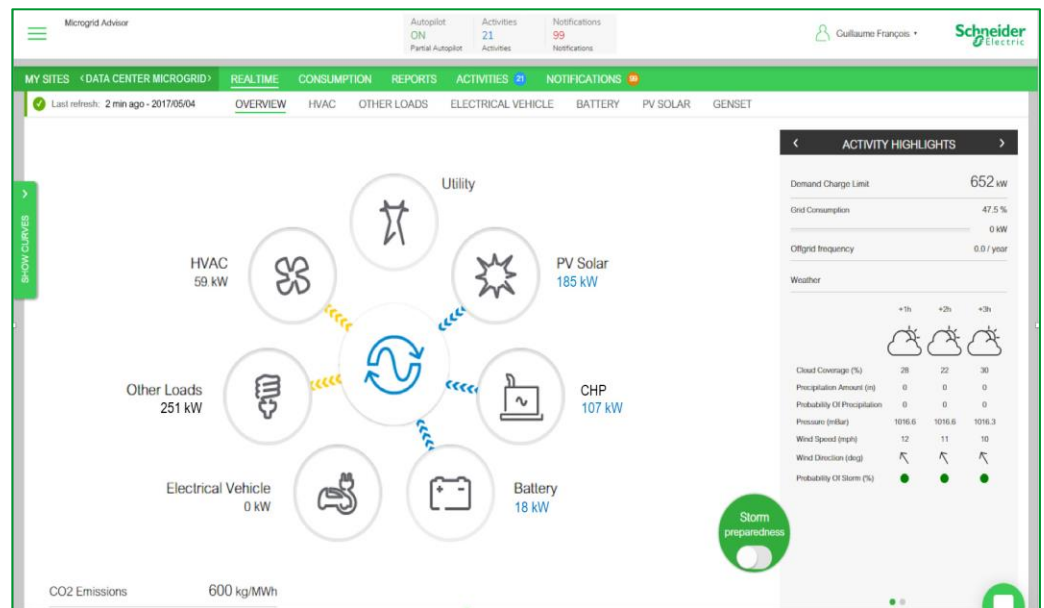 Microgrid Advisor
Autopilot Activities Notifications
ON 21 99
Partial Autopilot Activities Notifications
Guillaume François
Schneider
Electric
MY SITES <DATA CENTER MICROGRID> REALTIME CONSUMPTION REPORTS ACTIVITIES 21 NOTIFICATIONS 99
Last refresh: 2 min ago - 2017/05/04 OVERVIEW HVAC OTHER LOADS ELECTRICAL VEHICLE BATTERY PV SOLAR GENSET
SHOW CURVES
Utility
HVAC
59 kW
PV Solar
185 kW
Other Loads
251 kW
CHP
107 kW
Electrical Vehicle
0 kW
Battery
18 kW
Storm
preparedness
CO2 Emissions 600 kg/MWh
ACTIVITY HIGHLIGHTS
Demand Charge Limit 652 kW
Grid Consumption 47.5 %
0 kW
Offgrid frequency 0.0 / year
Weather
+1h +2h +3h
Cloud Coverage (%) 28 22 30
Precipitation Amount (in) 0 0 0
Probability Of Precipitation 0 0 0
Pressure (mBar) 1016.6 1016.6 1016.3
Wind Speed (mph) 12 11 10
Wind Direction (deg)
Probability Of Storm (%)